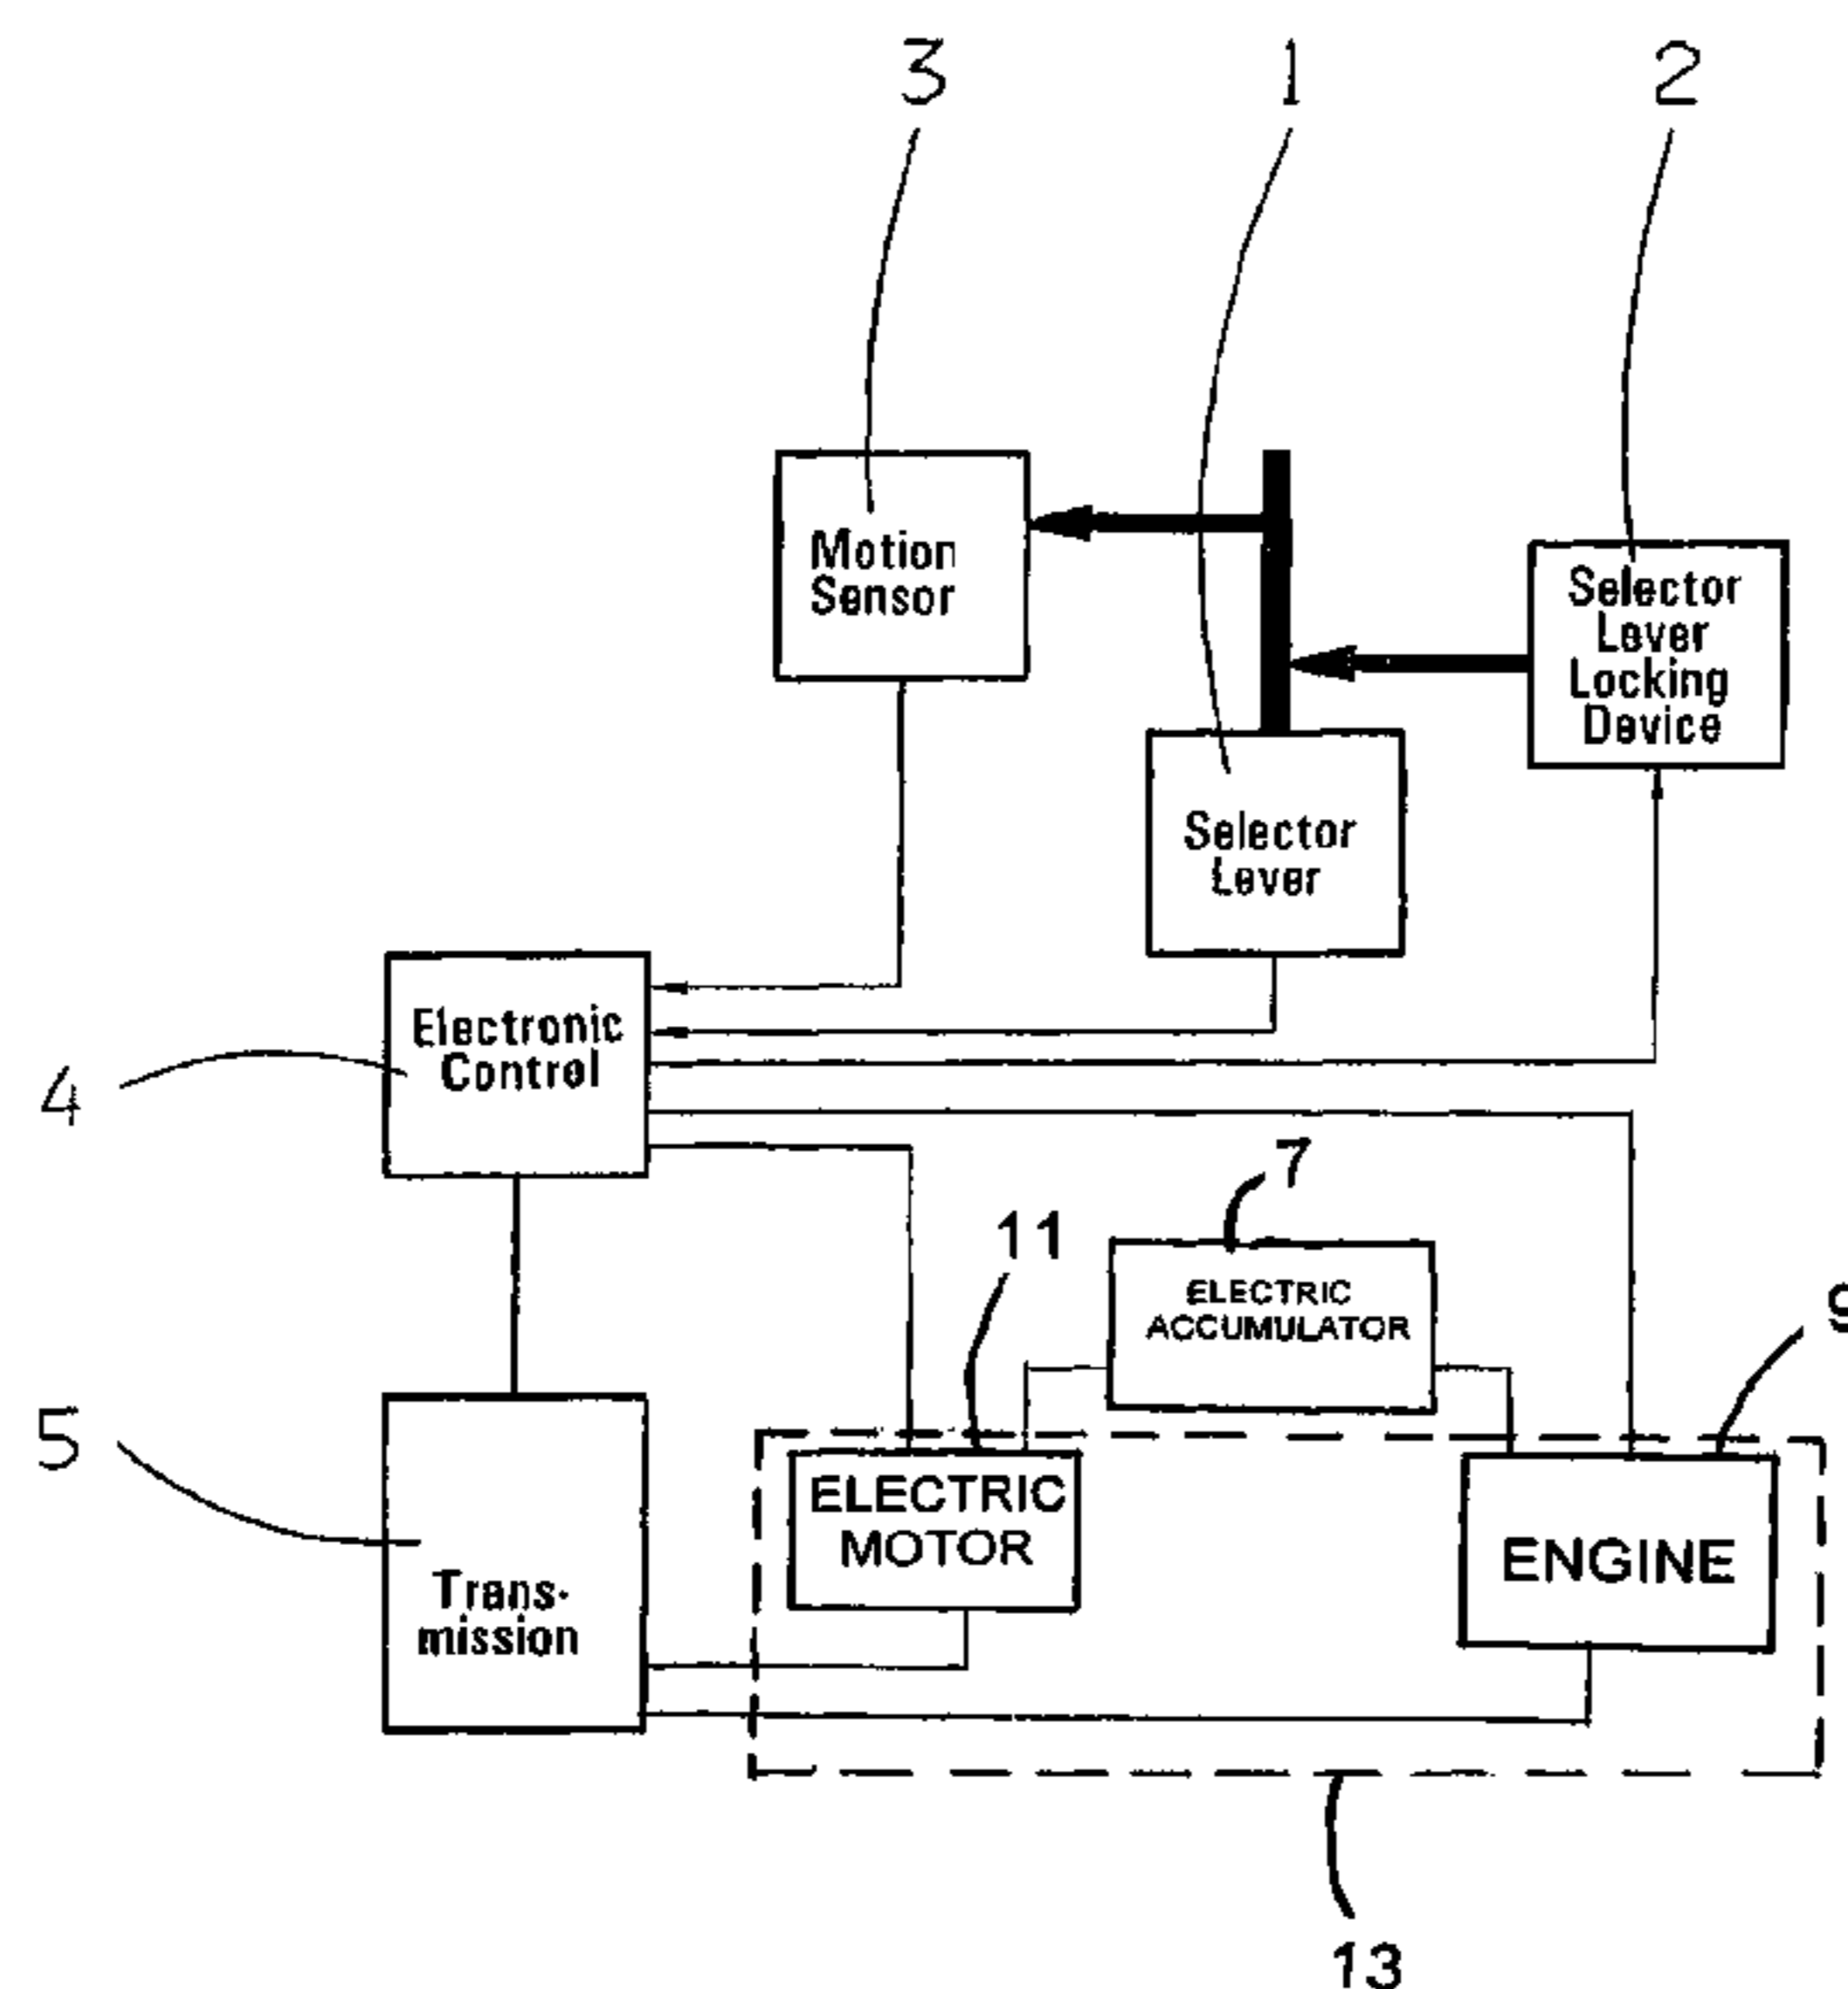 3
1
2
Motion
Sensor
Selector
Lever
Locking
Device
Selector
Lever
Electronic
Control
4
7
11
ELECTRIC
ACCUMULATOR
9
5
ELECTRIC
MOTOR
ENGINE
Trans-
mission
13